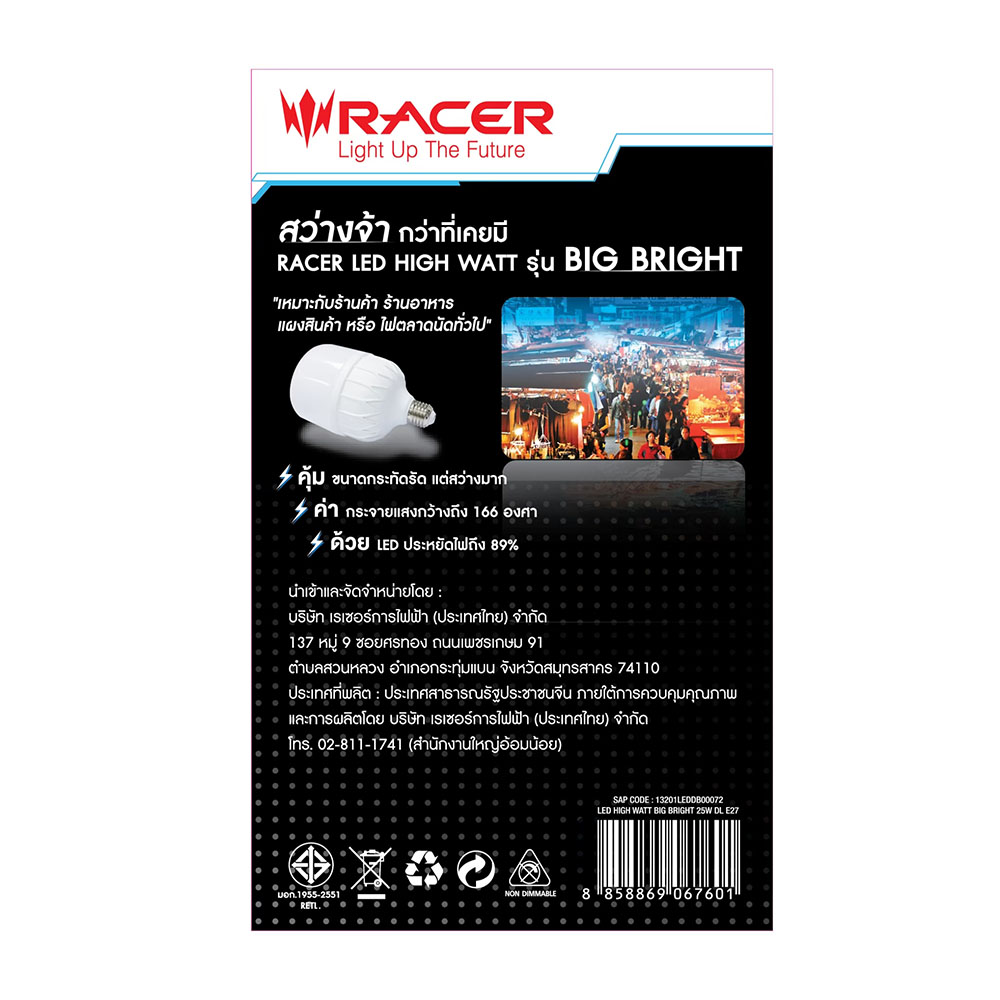 RACER
Light Up The Future
สว่างจ้า กว่าที่เคยมี
RACER LED HIGH WATT รุ่น BIG BRIGHT
"เหมาะกับร้านค้า ร้านอาหาร
แผงสินค้า หรือ ไฟตลาดนัดทั่วไป"
คุ้ม ขนาดกระทัดรัด แต่สว่างมาก
ค่า กระจายแสงกว้างถึง 166 องศา
ด้วย LED ประหยัดไฟถึง 89%
นำเข้าและจัดจำหน่ายโดย :
บริษัท เรเซอร์การไฟฟ้า (ประเทศไทย) จำกัด
137 หมู่ 9 ซอยศรทอง ถนนเพชรเกษม 91
ตำบลสวนหลวง อำเภอกระทุ่มแบน จังหวัดสมุทรสาคร 74110
ประเทศที่ผลิต : ประเทศสาธารณรัฐประชาชนจีน ภายใต้การควบคุมคุณภาพ
และการผลิตโดย บริษัท เรเซอร์การไฟฟ้า (ประเทศไทย) จำกัด
โทร. 02-811-1741 (สำนักงานใหญ่อ้อมน้อย)
SAP CODE : 13201LEDDB00072
LED HIGH WATT BIG BRIGHT 25W DL E27
8 858869 067601
มอก.1955-2551
RETL.
NON DIMMABLE